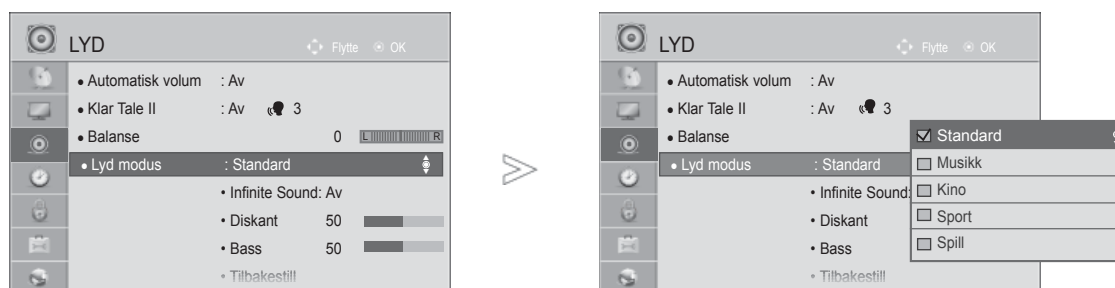 LYD
Flytte OK
• Automatisk volum : Av
• Klar Tale II : Av 3
• Balanse 0 L R
• Lyd modus : Standard
• Infinite Sound: Av
• Diskant 50
• Bass 50
• Tilbakestill
LYD
Flytte OK
• Automatisk volum : Av
• Klar Tale II : Av 3
• Balanse
• Lyd modus : Standard
• Infinite Sound:
• Diskant
• Bass
• Tilbakestill
Standard
Musikk
Kino
Sport
Spill